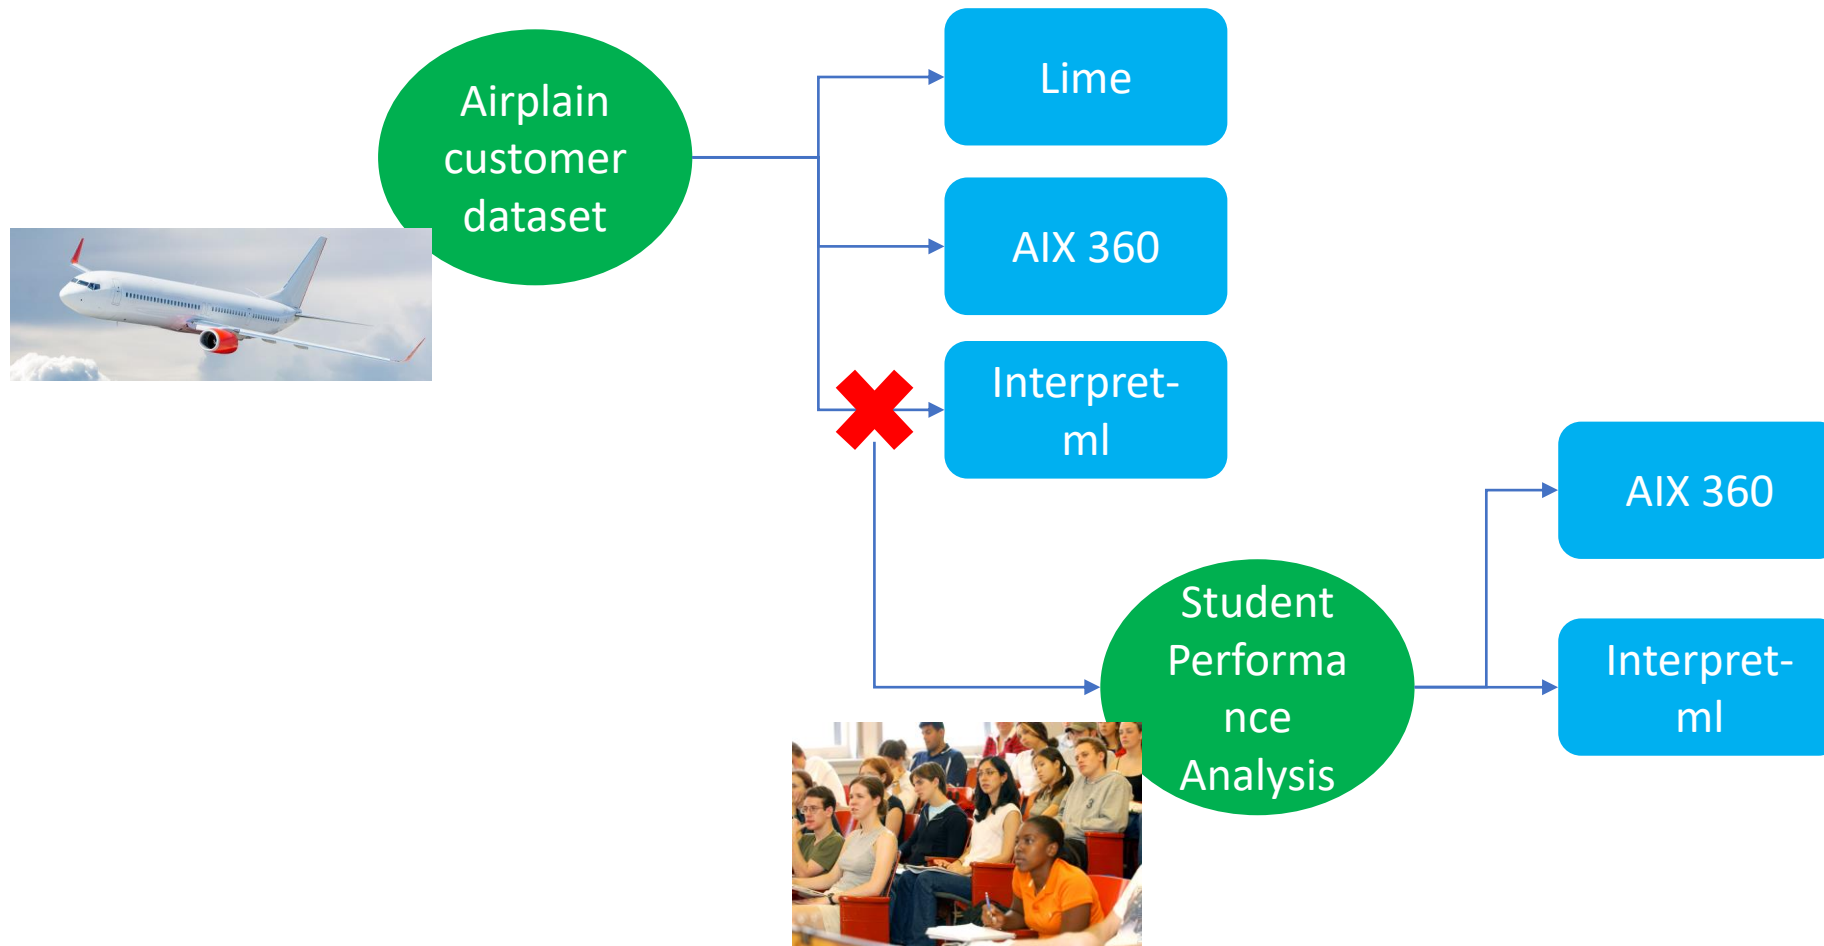 Airplain
customer
dataset
Lime
AIX 360
Interpret-
ml
AIX 360
Student
Performa
nce
Analysis
Interpret-
ml